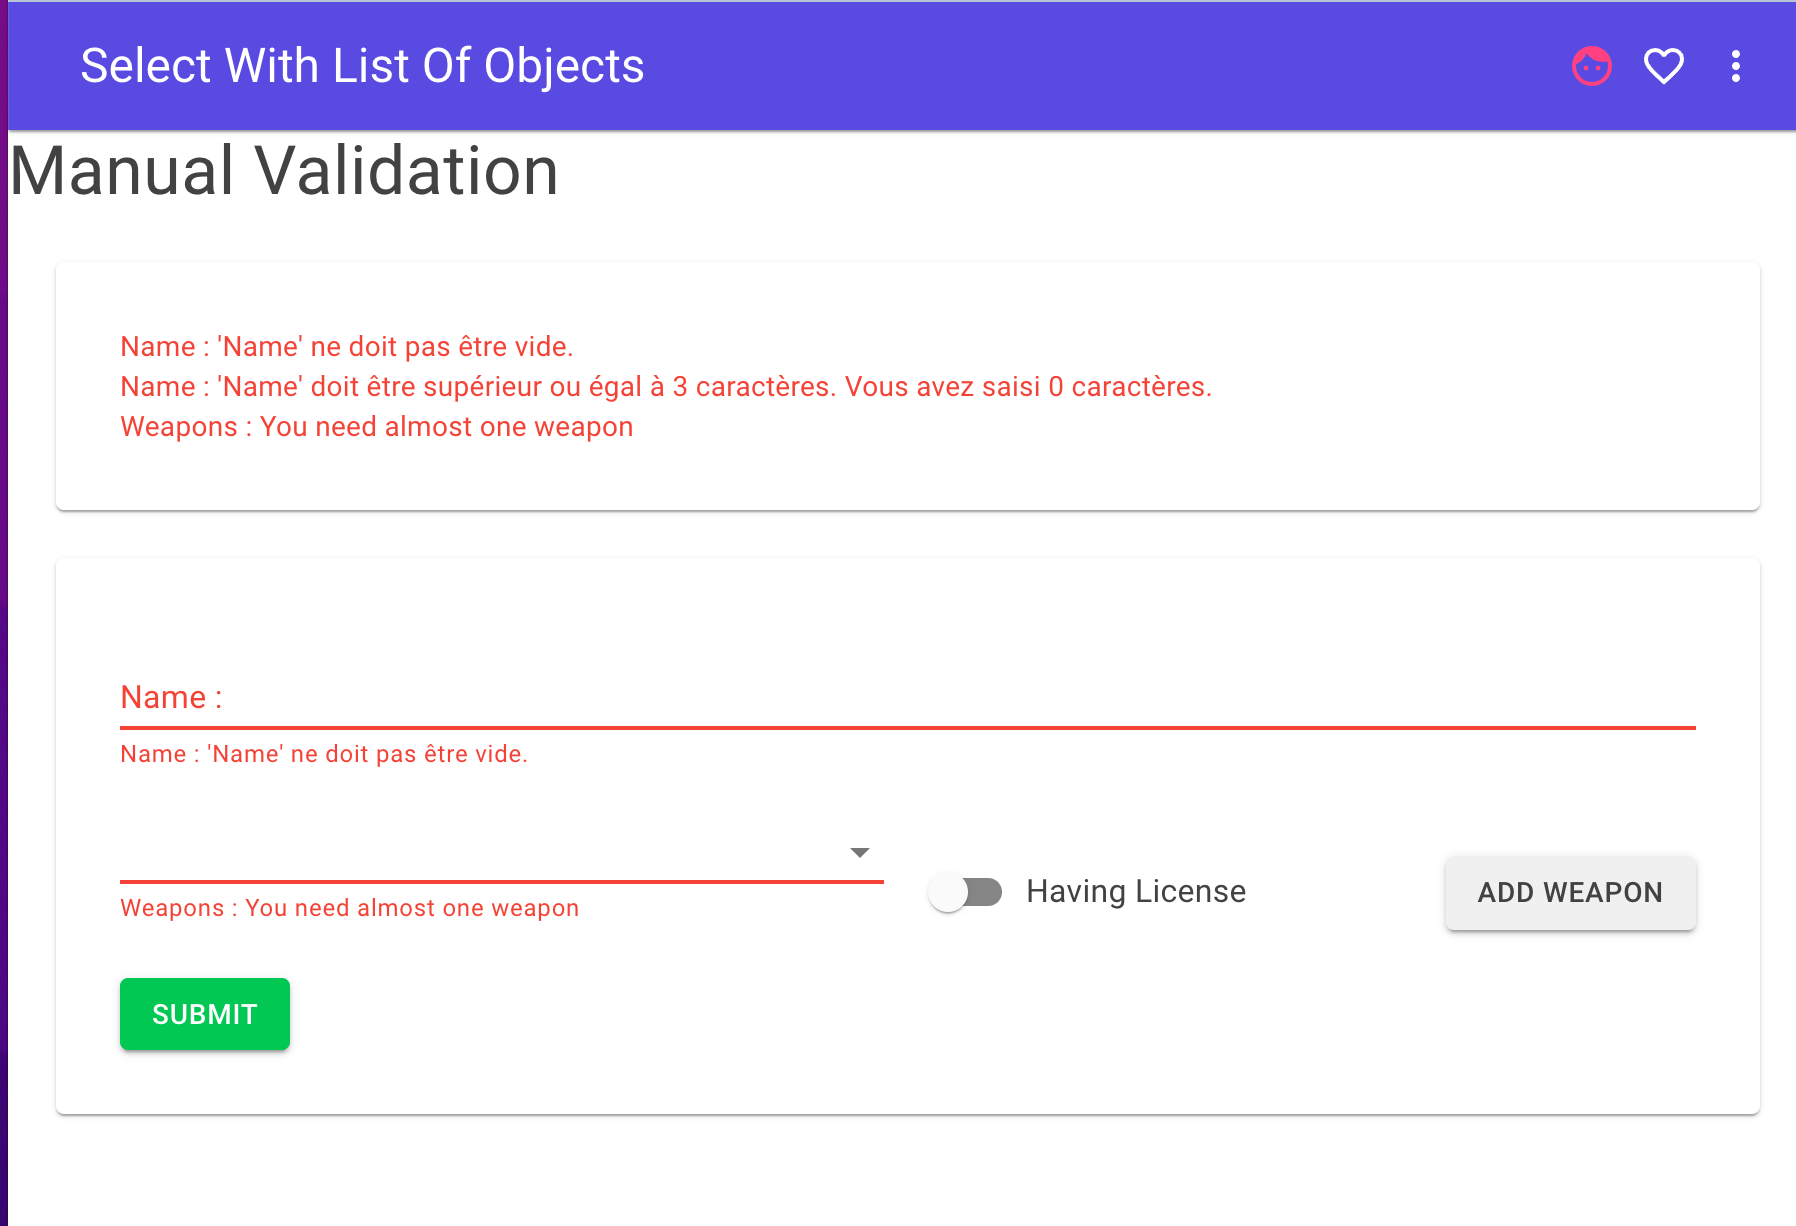 Select With List Of Objects
Manual Validation
Name : 'Name' ne doit pas être vide.
Name : 'Name' doit être supérieur ou égal à 3 caractères. Vous avez saisi 0 caractères.
Weapons : You need almost one weapon
Name :
Name : 'Name' ne doit pas être vide.
Weapons : You need almost one weapon
Having License
ADD WEAPON
SUBMIT